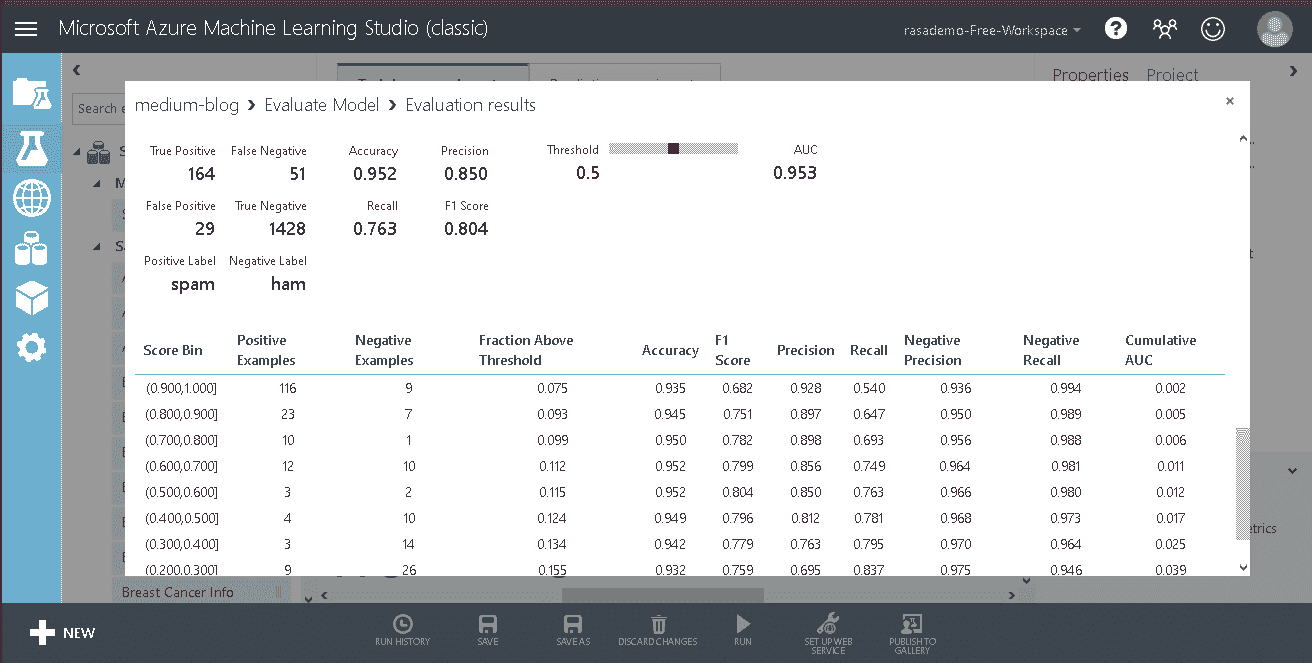 Microsoft Azure Machine Learning Studio (classic)
rasademo-Free-Workspace
Properties Project
Search e
medium-blog > Evaluate Model > Evaluation results
True Positive False Negative Accuracy Precision Threshold AUC
164 51 0.952 0.850 0.5 0.953
False Positive True Negative Recall F1 Score
29 1428 0.763 0.804
Positive Label Negative Label
spam ham
Score Bin Positive Examples Negative Examples Fraction Above Threshold Accuracy F1 Score Precision Recall Negative Precision Negative Recall Cumulative AUC
(0.900,1.000] 116 9 0.075 0.935 0.682 0.928 0.540 0.936 0.994 0.002
(0.800,0.900] 23 7 0.093 0.945 0.751 0.897 0.647 0.950 0.989 0.005
(0.700,0.800] 10 1 0.099 0.950 0.782 0.898 0.693 0.956 0.988 0.006
(0.600,0.700] 12 10 0.112 0.952 0.799 0.856 0.749 0.964 0.981 0.011
(0.500,0.600] 3 2 0.115 0.952 0.804 0.850 0.763 0.966 0.980 0.012
(0.400,0.500] 4 10 0.124 0.949 0.796 0.812 0.781 0.968 0.973 0.017
(0.300,0.400] 3 14 0.134 0.942 0.779 0.763 0.795 0.970 0.964 0.025
(0.200,0.300] 9 26 0.155 0.932 0.759 0.695 0.837 0.975 0.946 0.039
etrics
Breast Cancer Info
NEW
RUN HISTORY SAVE SAVE AS DISCARD CHANGES RUN SET UP WEB SERVICE PUBLISH TO GALLERY